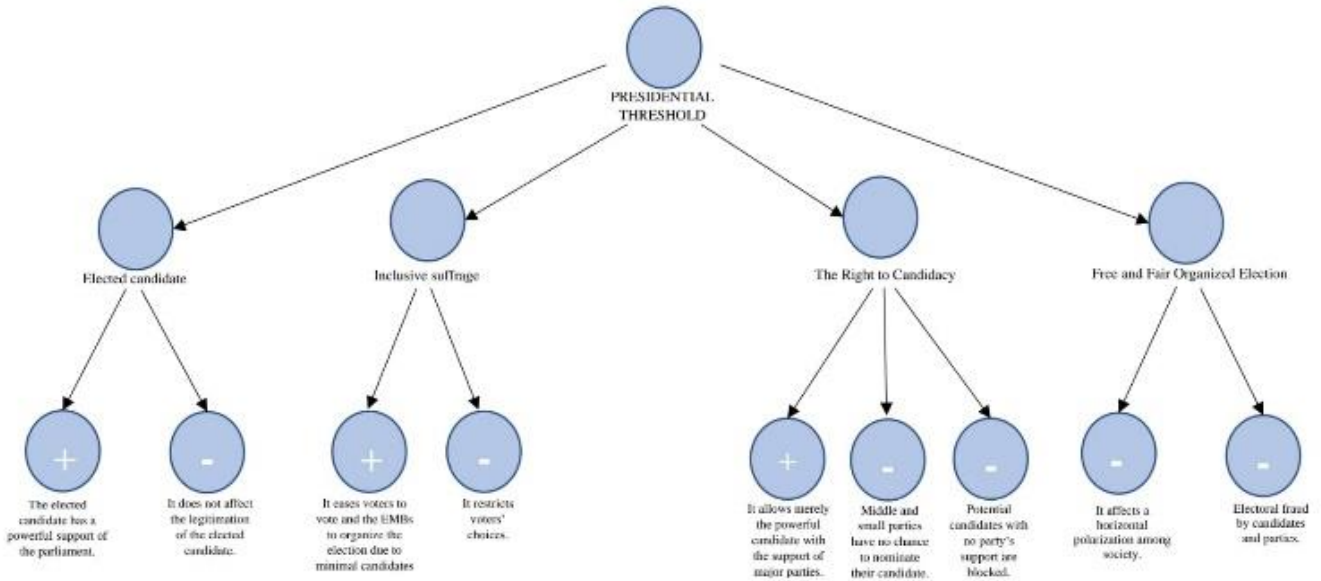 PRESIDENTIAL
THRESHOLD
Elected candidate
Inclusive suffrage
The Right to Candidacy
Free and Fair Organized Election
+
-
+
-
+
-
-
-
-
The elected
candidate has a
powerful support of
the parliament.
It does not affect
the legitimation
of the elected
candidate.
It eases voters to
vote and the EMBs
to organize the
election due to
minimal candidates
It restricts
voters'
choices.
It allows merely
the powerful
candidate with
the support of
major parties.
Middle and
small parties
have no chance
to nominate
their candidate.
Potential
candidates with
no party's
support are
blocked.
It affects a
horizontal
polarization among
society.
Electoral fraud
by candidates
and parties.